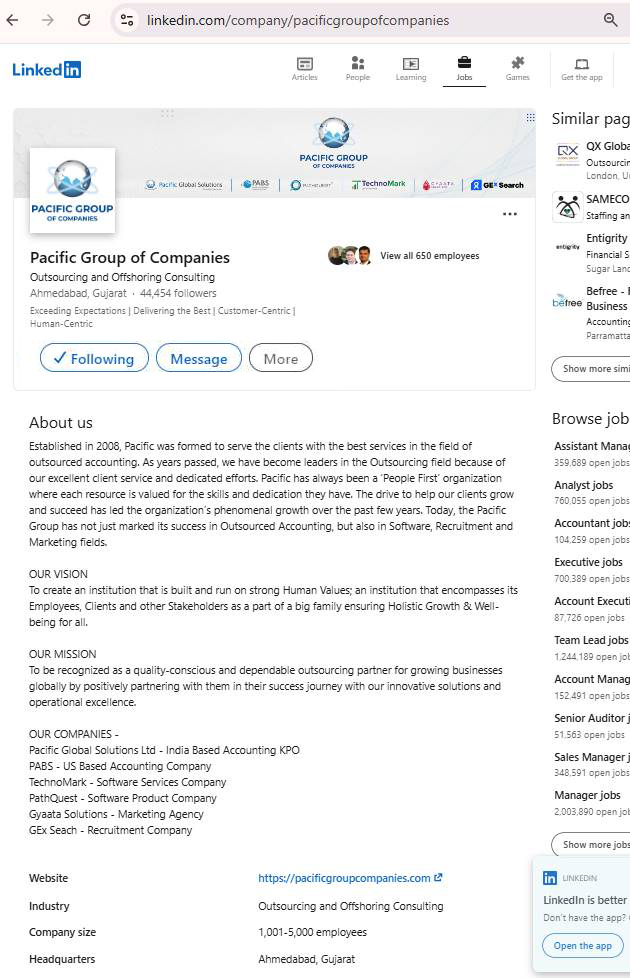 linkedin.com/company/pacificgroupofcompanies
Linked in
Articles
People
Learning
Jobs
Games
Get the app
PACIFIC GROUP
OF COMPANIES
Pacific Global Solutions
PABS
PATHQUEST
TechnoMark
GYAATA
GEx Search
PACIFIC GROUP
OF COMPANIES
Pacific Group of Companies
View all 650 employees
Outsourcing and Offshoring Consulting
Ahmedabad, Gujarat · 44,454 followers
Exceeding Expectations | Delivering the Best | Customer-Centric |
Human-Centric
Following
Message
More
About us
Established in 2008, Pacific was formed to serve the clients with the best services in the field of
outsourced accounting. As years passed, we have become leaders in the Outsourcing field because of
our excellent client service and dedicated efforts. Pacific has always been a ‘People First’ organization
where each resource is valued for the skills and dedication they have. The drive to help our clients grow
and succeed has led the organization’s phenomenal growth over the past few years. Today, the Pacific
Group has not just marked its success in Outsourced Accounting, but also in Software, Recruitment and
Marketing fields.
OUR VISION
To create an institution that is built and run on strong Human Values; an institution that encompasses its
Employees, Clients and other Stakeholders as a part of a big family ensuring Holistic Growth & Well-
being for all.
OUR MISSION
To be recognized as a quality-conscious and dependable outsourcing partner for growing businesses
globally by positively partnering with them in their success journey with our innovative solutions and
operational excellence.
OUR COMPANIES -
Pacific Global Solutions Ltd - India Based Accounting KPO
PABS - US Based Accounting Company
TechnoMark - Software Services Company
PathQuest - Software Product Company
Gyaata Solutions - Marketing Agency
GEx Seach - Recruitment Company
Website
https://pacificgroupcompanies.com
Industry
Outsourcing and Offshoring Consulting
Company size
1,001-5,000 employees
Headquarters
Ahmedabad, Gujarat
Similar pag
QX
QX Globa
Outsourcin
London, U
SAMECO
Staffing an
entigrity
Entigrity
Financial S
Sugar Land
befree
Befree - F
Business
Accounting
Parramatta
Show more simi
Browse job
Assistant Manag
359,689 open jobs
Analyst jobs
760,055 open jobs
Accountant jobs
104,259 open jobs
Executive jobs
700,389 open jobs
Account Executi
87,726 open jobs
Team Lead jobs
1,244,189 open job
Account Manag
152,491 open jobs
Senior Auditor j
51,563 open jobs
Sales Manager j
348,591 open jobs
Manager jobs
2,003,890 open job
Show more jobs
in LINKEDIN
LinkedIn is better
Don't have the app?
Open the app